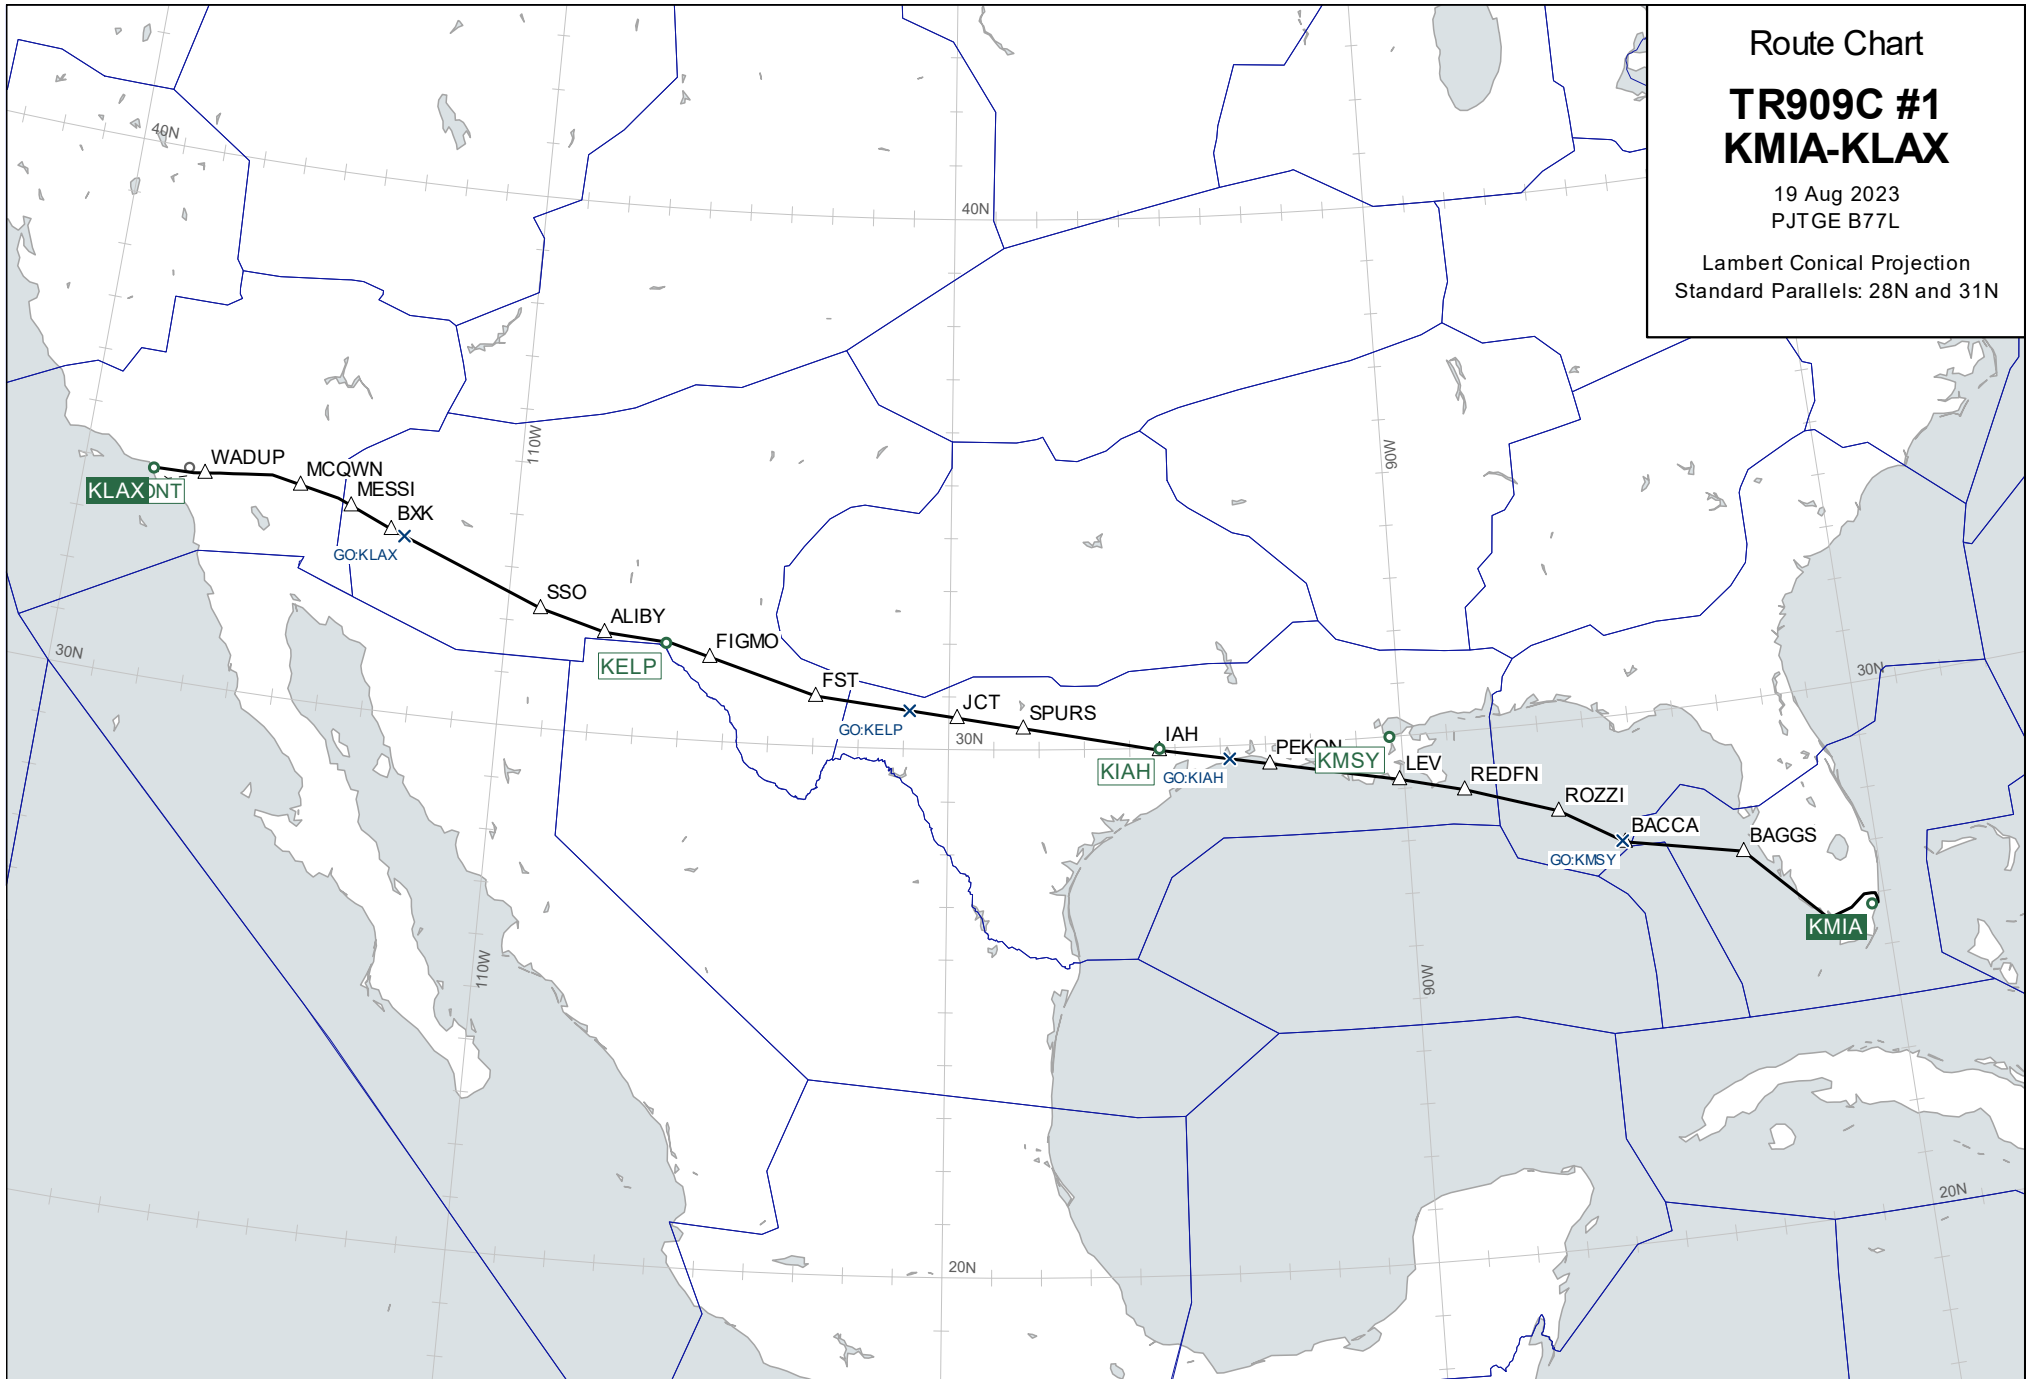 Route Chart
TR909C #1
KMIA-KLAX
19 Aug 2023
PJTGE B77L
Lambert Conical Projection
Standard Parallels: 28N and 31N
40N
40N
110W
90W
WADUP
MCQWN
KLAX
ONT
MESSI
BXK
GO:KLAX
SSO
ALIBY
KELP
FIGMO
30N
FST
GO:KELP
JCT
SPURS
30N
IAH
KIAH
GO:KIAH
PEKON
KMSY
LEV
REDFN
ROZZI
BACCA
GO:KMSY
BAGGS
30N
KMIA
110W
90W
20N
20N